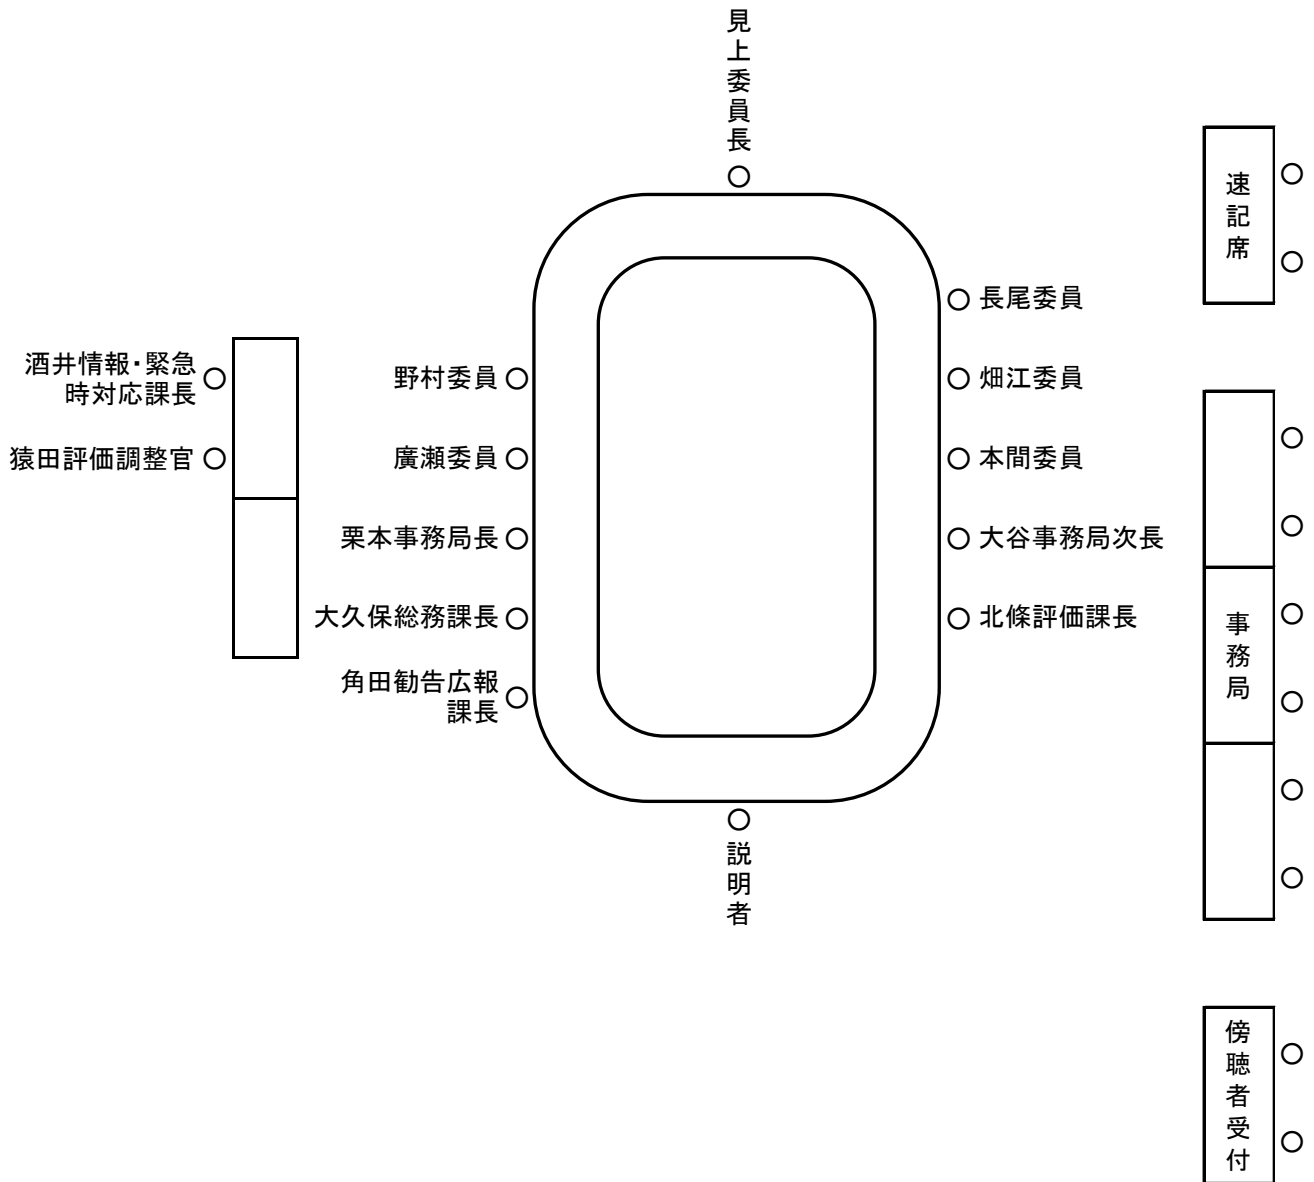 見上委員長
速記席
長尾委員
酒井情報・緊急
時対応課長
野村委員
畑江委員
猿田評価調整官
廣瀬委員
本間委員
栗本事務局長
大谷事務局次長
大久保総務課長
北條評価課長
事務局
角田勧告広報
課長
説明者
傍聴者受付